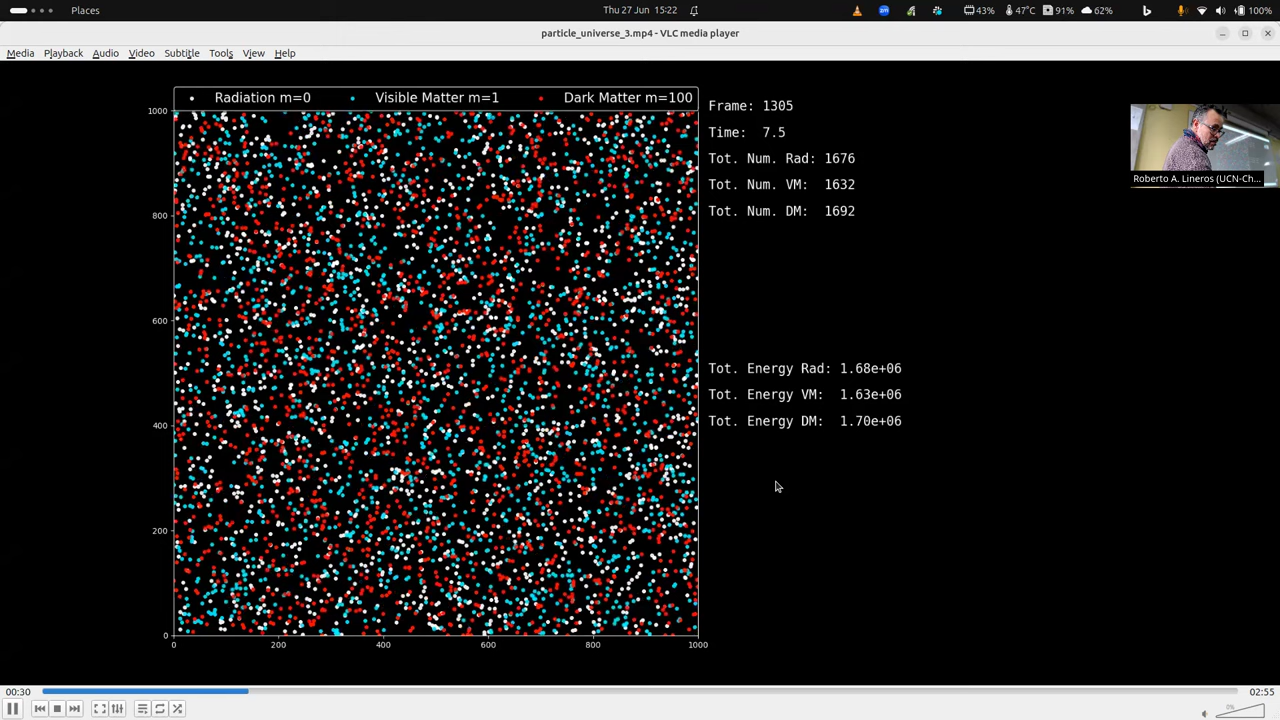 Places
Thu 27 Jun 15:22
43%
47°C
91%
62%
100%
particle_universe_3.mp4 - VLC media player
Media Playback Audio Video Subtitle Tools View Help
Radiation m=0 Visible Matter m=1 Dark Matter m=100
1000
800
600
400
200
0
0 200 400 600 800 1000
Frame: 1305
Time: 7.5
Tot. Num. Rad: 1676
Tot. Num. VM: 1632
Tot. Num. DM: 1692
Tot. Energy Rad: 1.68e+06
Tot. Energy VM: 1.63e+06
Tot. Energy DM: 1.70e+06
Roberto A. Lineros (UCN-Ch...
00:30
02:55
0%